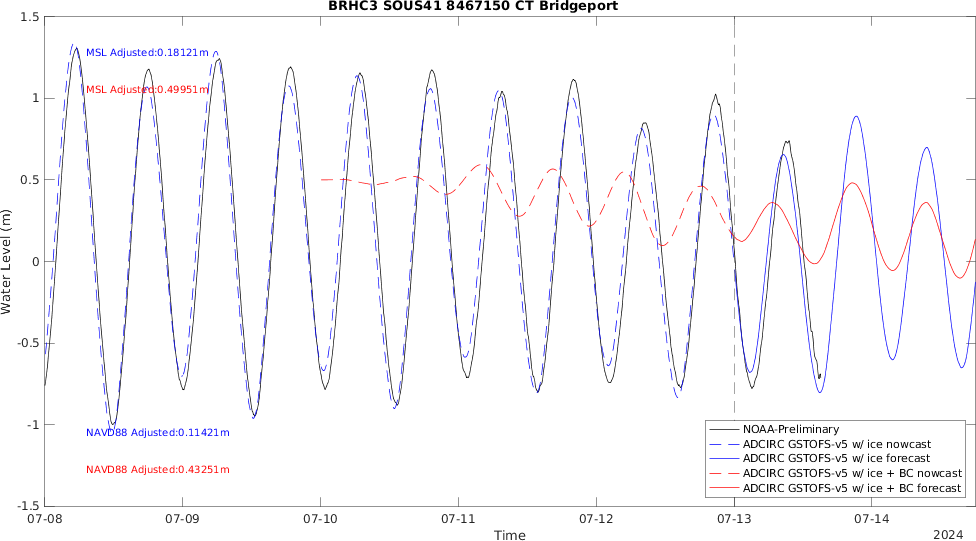 BRHC3 SOUS41 8467150 CT Bridgeport
1.5
1
0.5
0
-0.5
-1
-1.5
Water Level (m)
MSL Adjusted:0.18121m
MSL Adjusted:0.49951m
NAVD88 Adjusted:0.11421m
NAVD88 Adjusted:0.43251m
NOAA-Preliminary
ADCIRC GSTOFS-v5 w/ ice nowcast
ADCIRC GSTOFS-v5 w/ ice forecast
ADCIRC GSTOFS-v5 w/ ice + BC nowcast
ADCIRC GSTOFS-v5 w/ ice + BC forecast
07-08 07-09 07-10 07-11 07-12 07-13 07-14
Time
2024